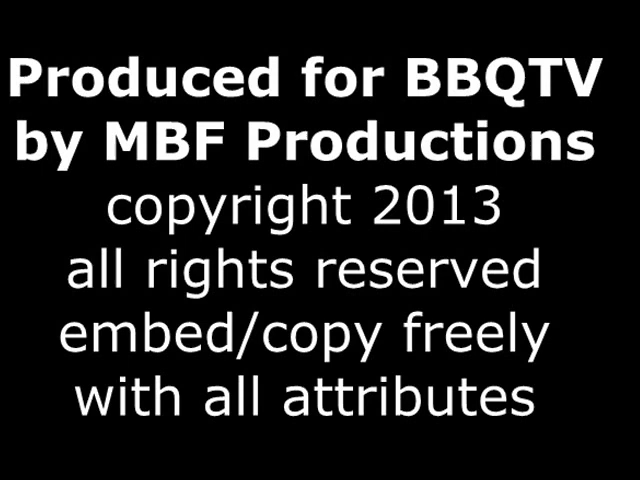 Produced for BBQTV
by MBF Productions
copyright 2013
all rights reserved
embed/copy freely
with all attributes